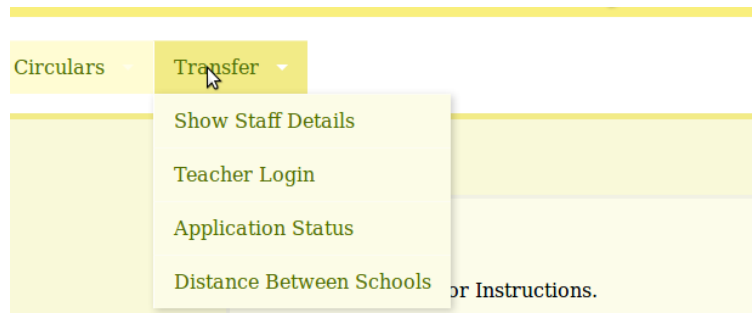 Circulars Transfer
Show Staff Details
Teacher Login
Application Status
Distance Between Schools
or Instructions.